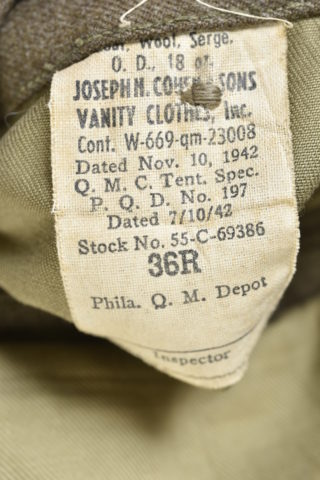 Coat, Wool, Serge,
O. D., 18 oz.
JOSEPH H. COHEN & SONS
VANITY CLOTHES, Inc.
Cont. W-669-qm-23008
Dated Nov. 10, 1942
Q. M. C. Tent. Spec.
P. Q. D. No. 197
Dated 7/10/42
Stock No. 55-C-69386
36R
Phila. Q. M. Depot
Inspector